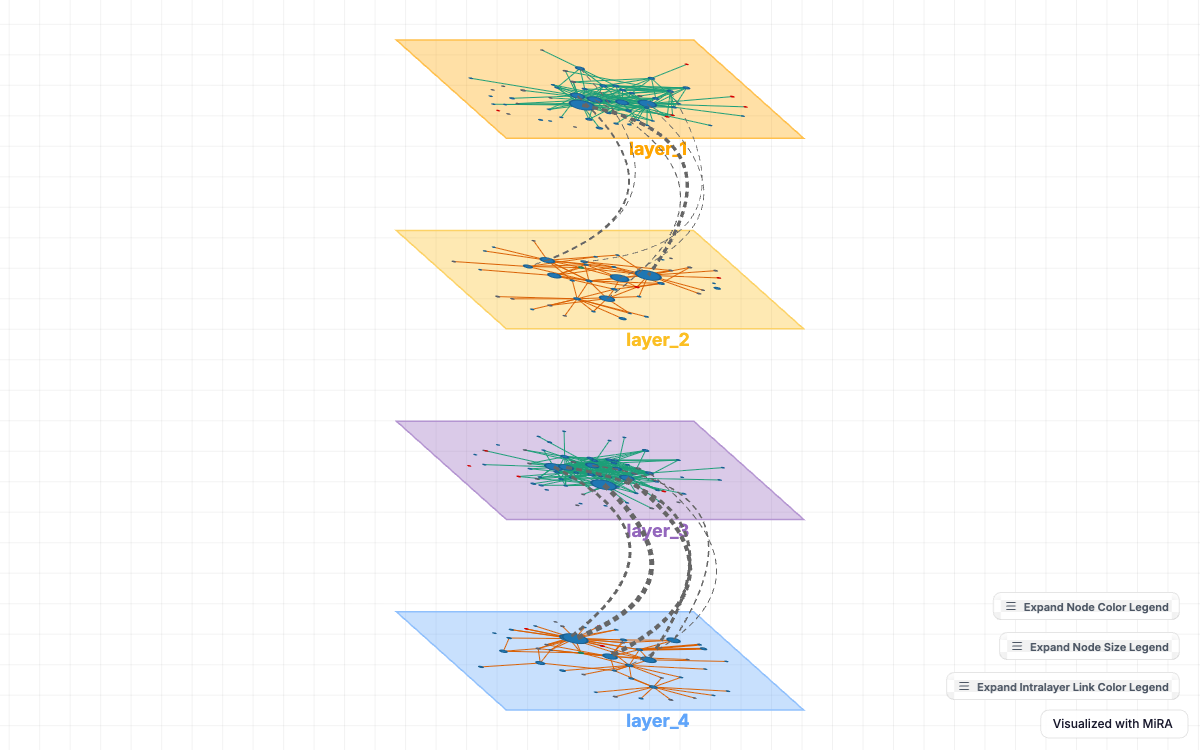 layer_1
layer_2
layer_3
layer_4
Expand Node Color Legend
Expand Node Size Legend
Expand Intralayer Link Color Legend
Visualized with MiRA